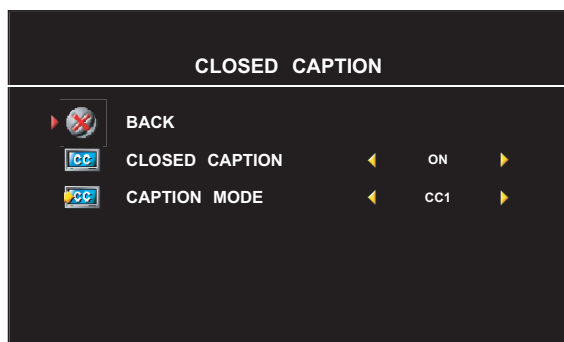 CLOSED CAPTION
BACK
CC CLOSED CAPTION ON
CC CAPTION MODE CC1